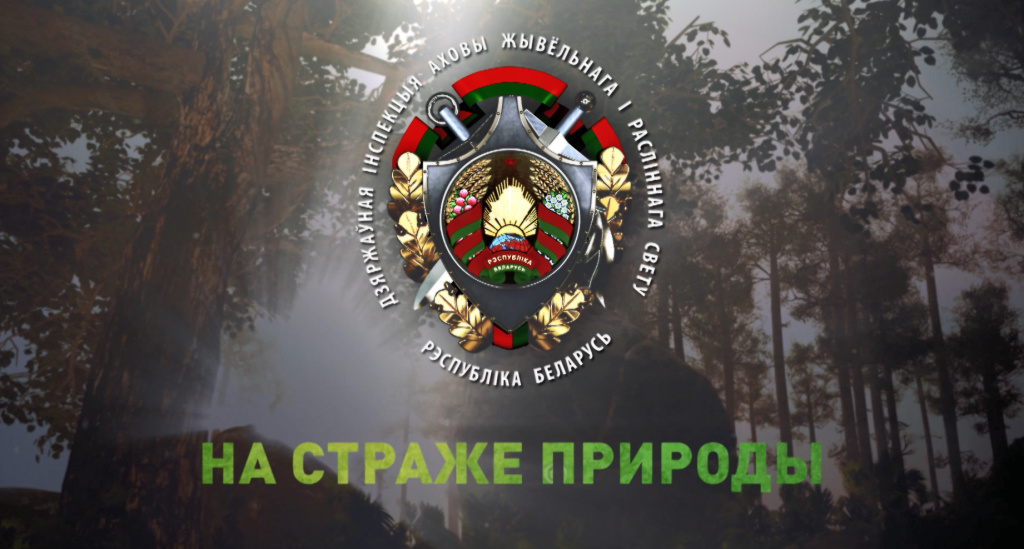 ДЗЯРЖАЎНАЯ ІНСПЕКЦЫЯ АХОВЫ ЖЫВЁЛЬНАГА І РАСЛІННАГА СВЕТУ
РЭСПУБЛІКА
БЕЛАРУСЬ
РЭСПУБЛІКА БЕЛАРУСЬ
НА СТРАЖЕ ПРИРОДЫ